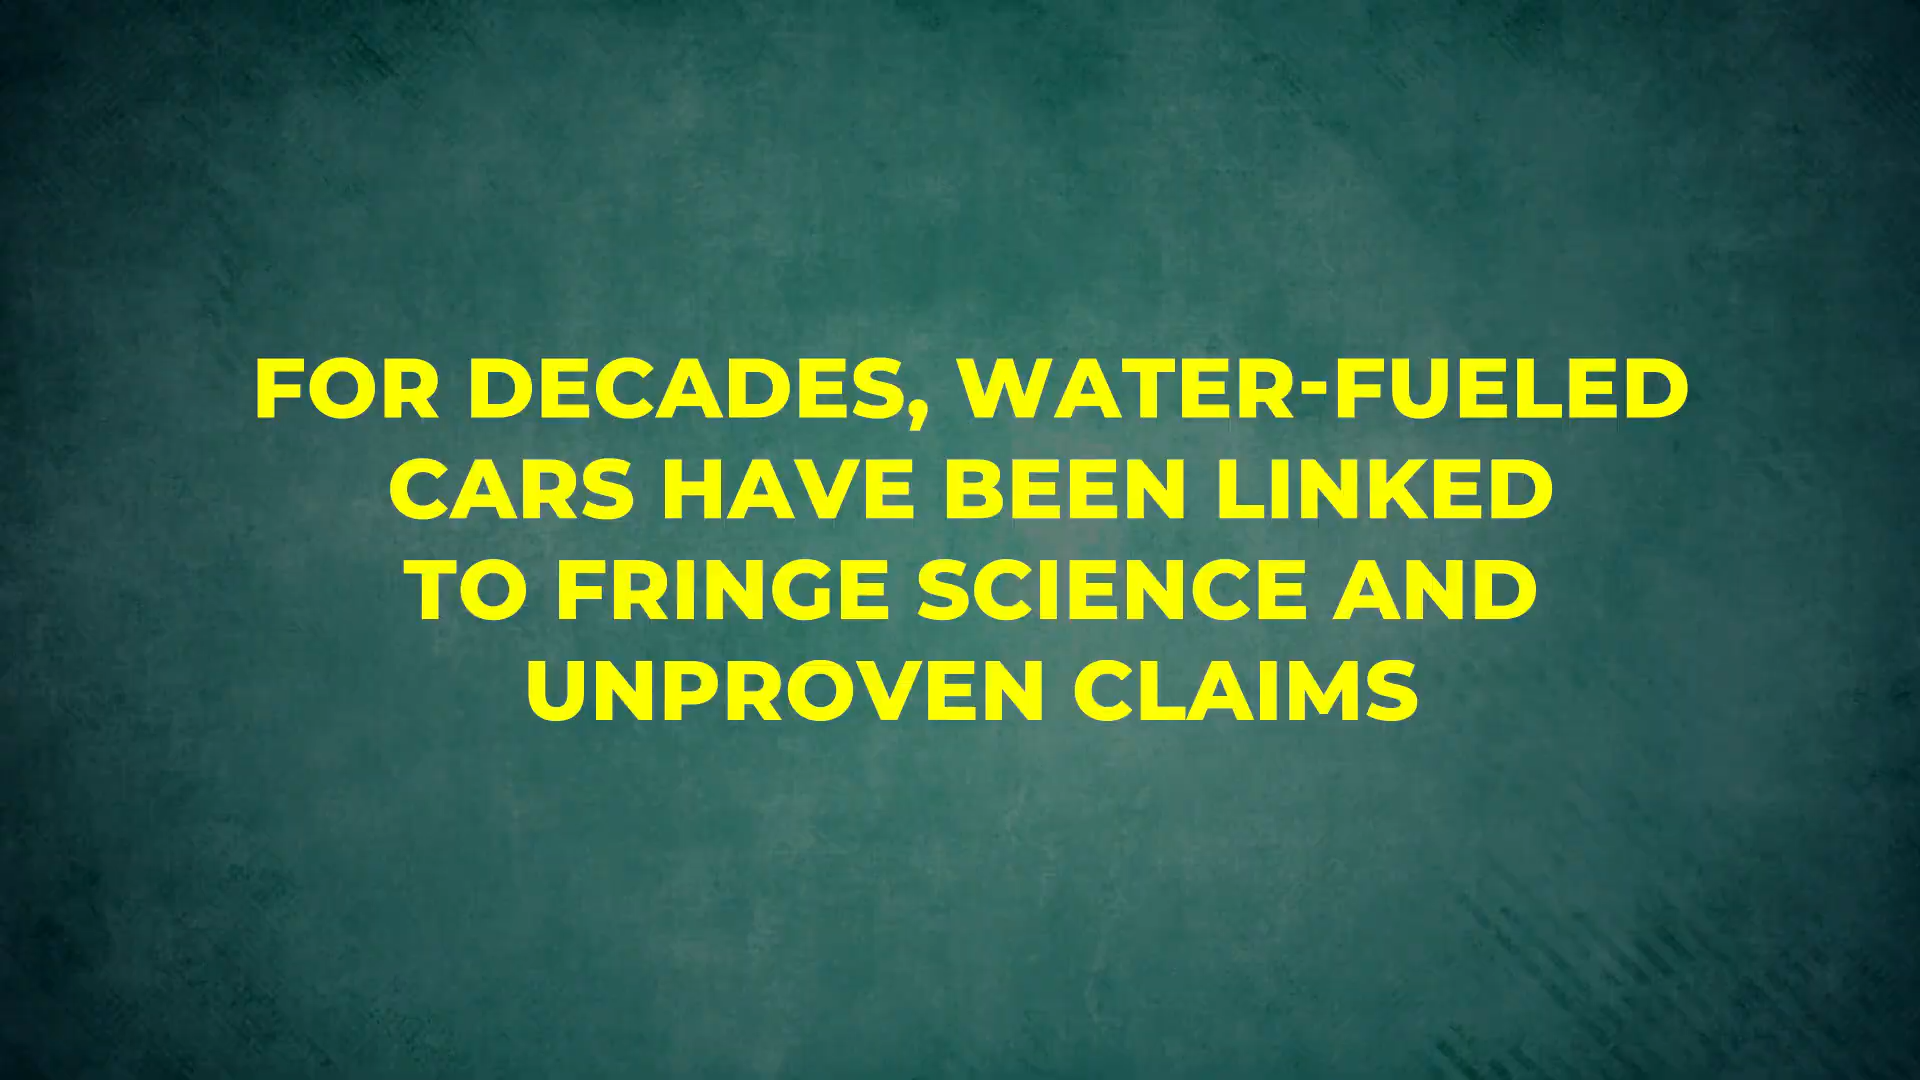 FOR DECADES, WATER-FUELED
CARS HAVE BEEN LINKED
TO FRINGE SCIENCE AND
UNPROVEN CLAIMS